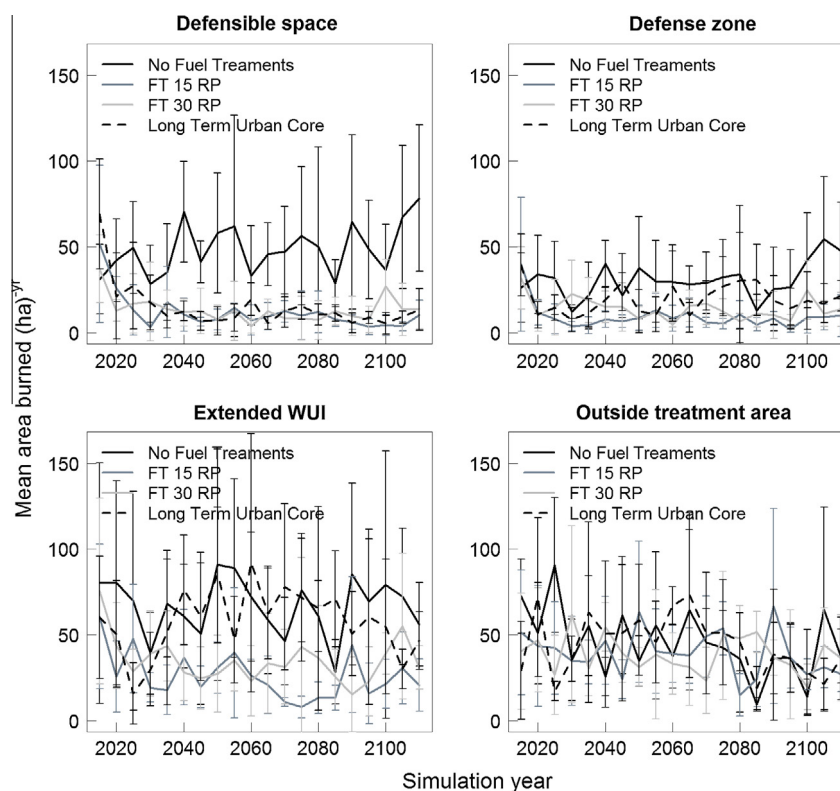 Defensible space
Defense zone
150
100
50
0
No Fuel Treaments
FT 15 RP
FT 30 RP
Long Term Urban Core
2020 2040 2060 2080 2100
150
100
50
0
No Fuel Treaments
FT 15 RP
FT 30 RP
Long Term Urban Core
2020 2040 2060 2080 2100
Extended WUI
Outside treatment area
150
100
50
0
No Fuel Treaments
FT 15 RP
FT 30 RP
Long Term Urban Core
2020 2040 2060 2080 2100
150
100
50
0
No Fuel Treaments
FT 15 RP
FT 30 RP
Long Term Urban Core
2020 2040 2060 2080 2100
Mean area burned (ha)-yr
Simulation year